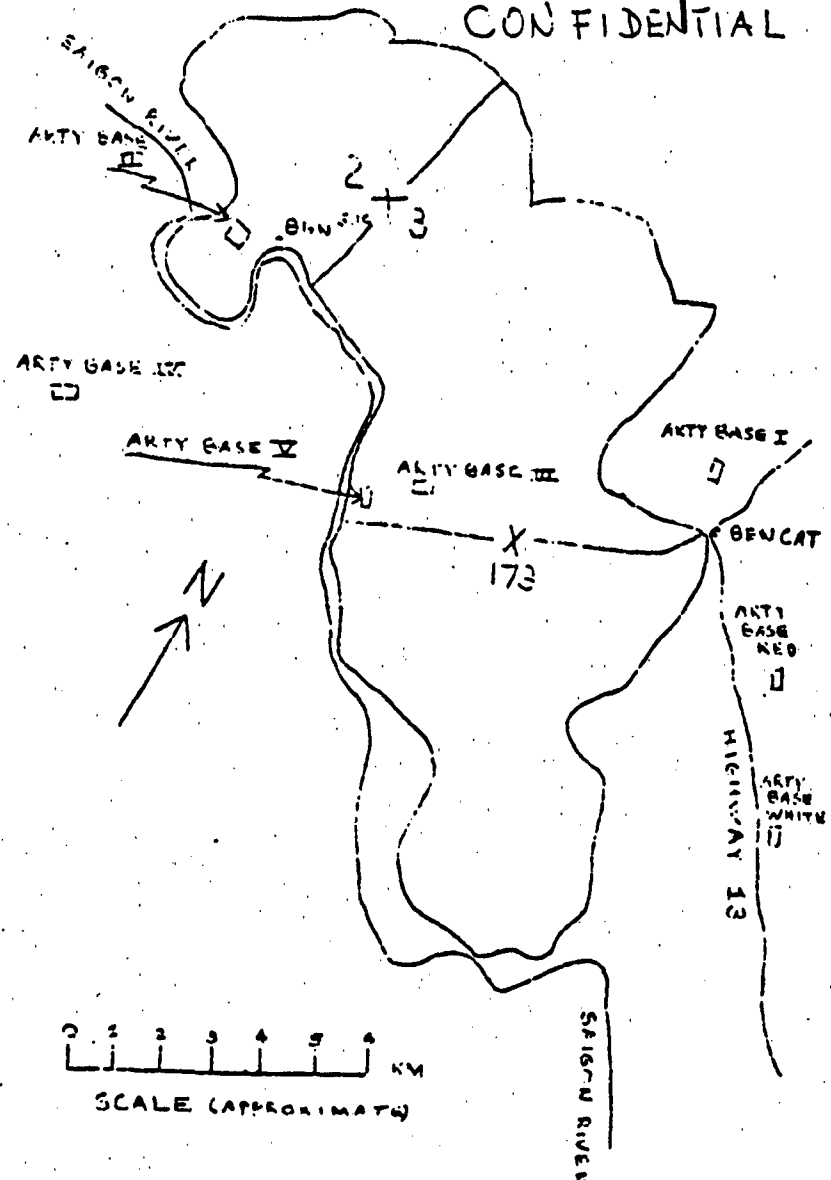 CONFIDENTIAL
SAIGON RIVER
ARTY BASE
II
2
3
ARTY BASE IV
ARTY BASE I
ARTY BASE V
ARTY BASE III
BENCAT
X
173
N
ARTY
BASE
RED
HIGHWAY 13
ARTY
BASE
WHITE
0 1 2 3 4 5 6
KM
SCALE (APPROXIMATE)
SAIGON RIVER